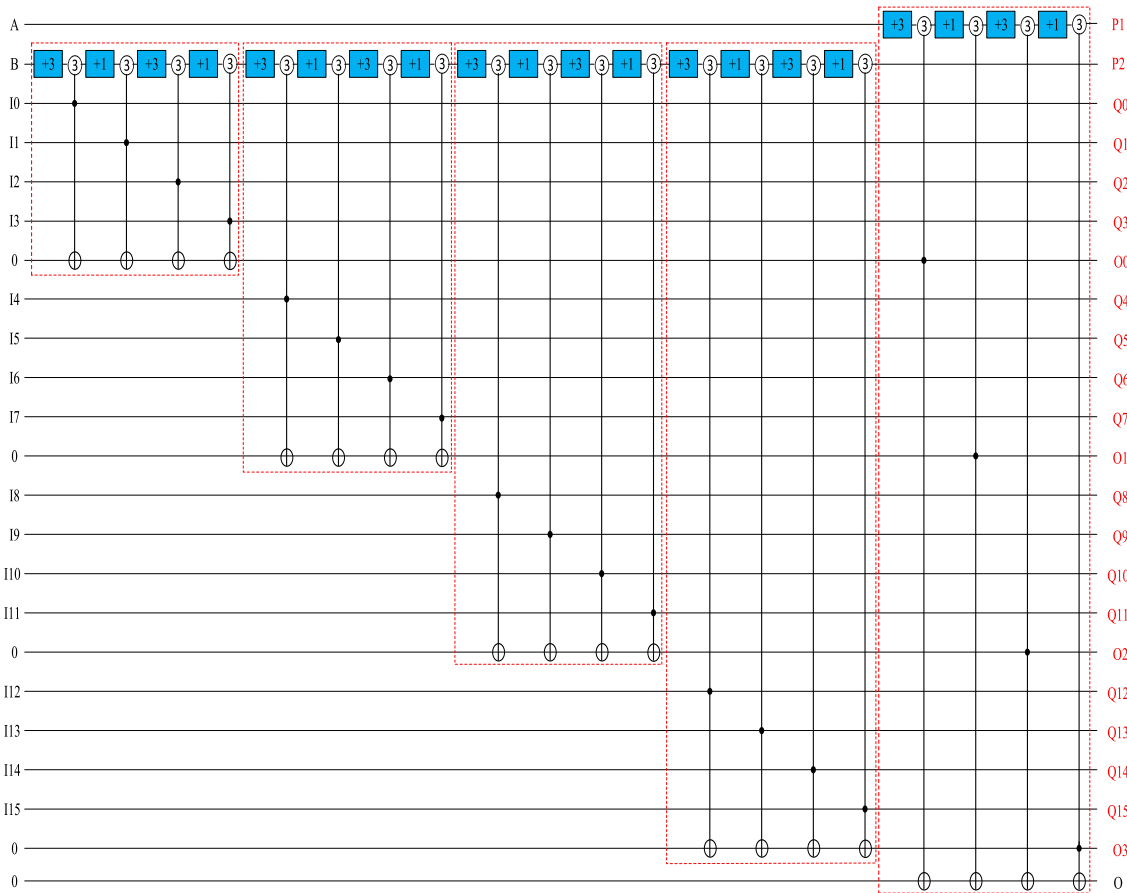 A +3 3 +1 3 +3 3 +1 3 P1
B +3 3 +1 3 +3 3 +1 3 +3 3 +1 3 +3 3 +1 3 +3 3 +1 3 +3 3 +1 3 +3 3 +1 3 +3 3 +1 3 P2
I0 Q0
I1 Q1
I2 Q2
I3 Q3
0 O0
I4 Q4
I5 Q5
I6 Q6
I7 Q7
0 O1
I8 Q8
I9 Q9
I10 Q10
I11 Q11
0 O2
I12 Q12
I13 Q13
I14 Q14
I15 Q15
0 O3
0 O